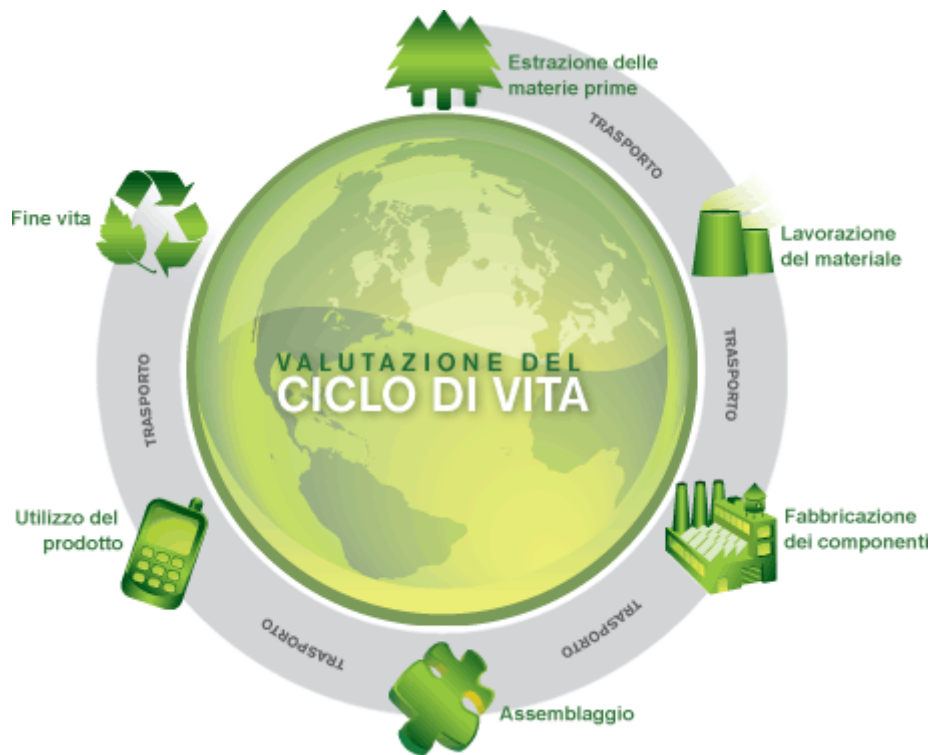 Estrazione delle
materie prime
TRASPORTO
Lavorazione
del materiale
TRASPORTO
Fabbricazione
dei componenti
TRASPORTO
Assemblaggio
TRASPORTO
Utilizzo del
prodotto
TRASPORTO
Fine vita
VALUTAZIONE DEL
CICLO DI VITA